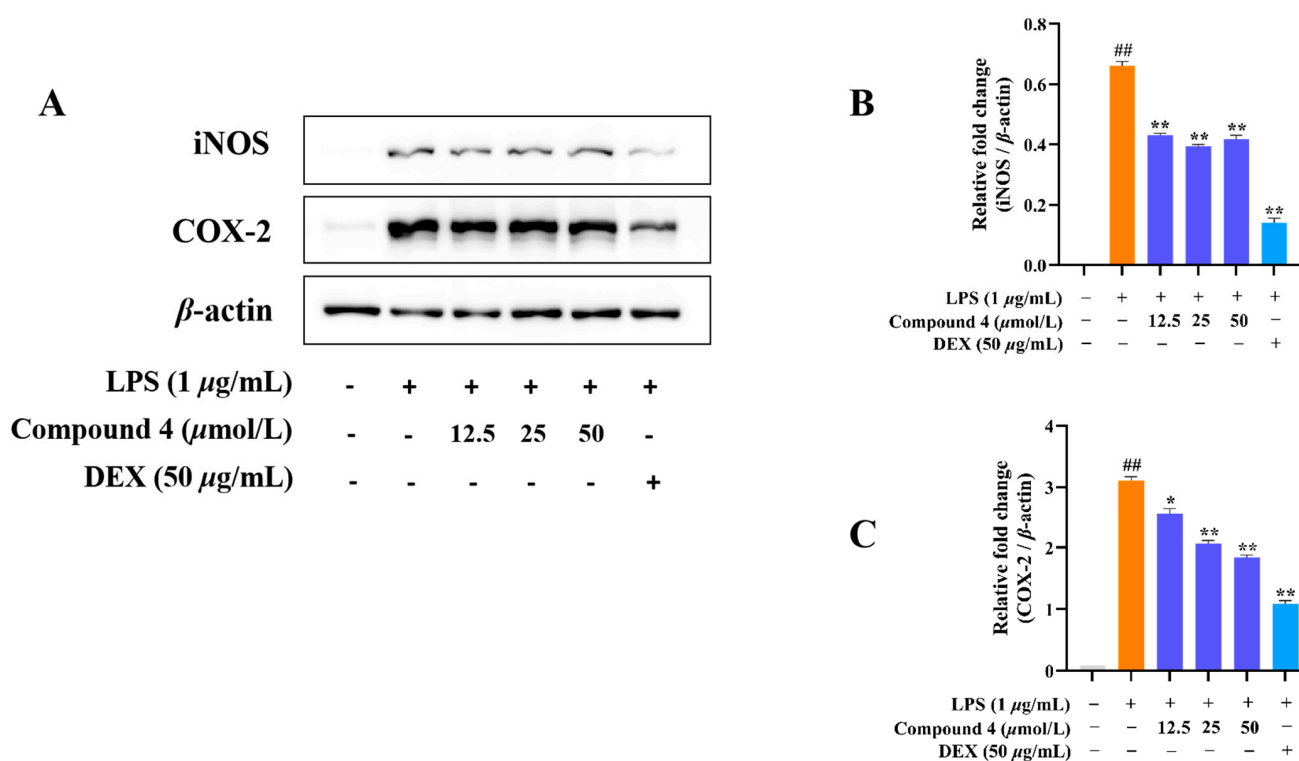 A
iNOS
COX-2
β-actin
LPS (1 μg/mL) - + + + + +
Compound 4 (μmol/L) - - 12.5 25 50 -
DEX (50 μg/mL) - - - - - +
B
Relative fold change
(iNOS / β-actin)
0.8
0.6
0.4
0.2
0.0
## ** ** ** **
LPS (1 μg/mL) − + + + + +
Compound 4 (μmol/L) − − 12.5 25 50 −
DEX (50 μg/mL) − − − − − +
C
Relative fold change
(COX-2 / β-actin)
4
3
2
1
0
## * ** ** **
LPS (1 μg/mL) − + + + + +
Compound 4 (μmol/L) − − 12.5 25 50 −
DEX (50 μg/mL) − − − − − +